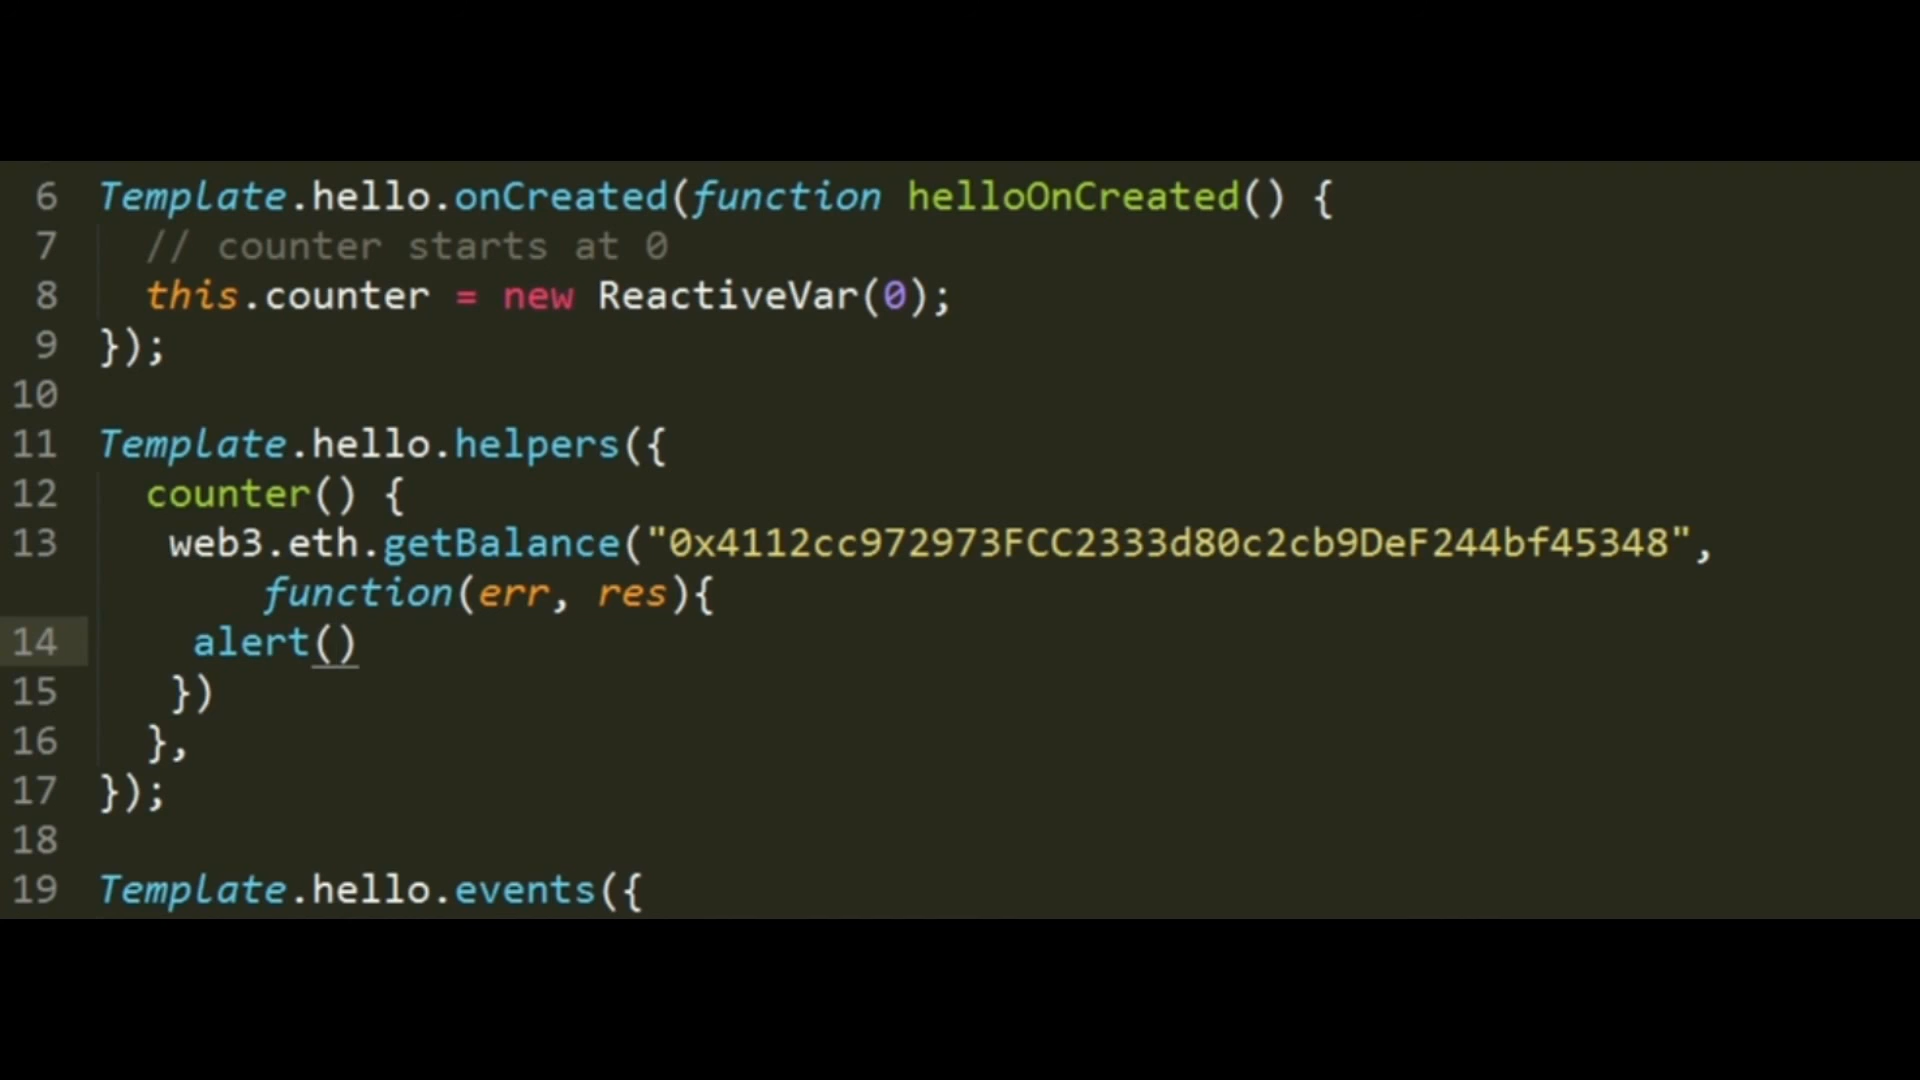 6 Template.hello.onCreated(function helloOnCreated() {
7 // counter starts at 0
8 this.counter = new ReactiveVar(0);
9 });
10
11 Template.hello.helpers({
12 counter() {
13 web3.eth.getBalance("0x4112cc972973FCC2333d80c2cb9DeF244bf45348",
function(err, res){
14 alert()
15 })
16 },
17 });
18
19 Template.hello.events({